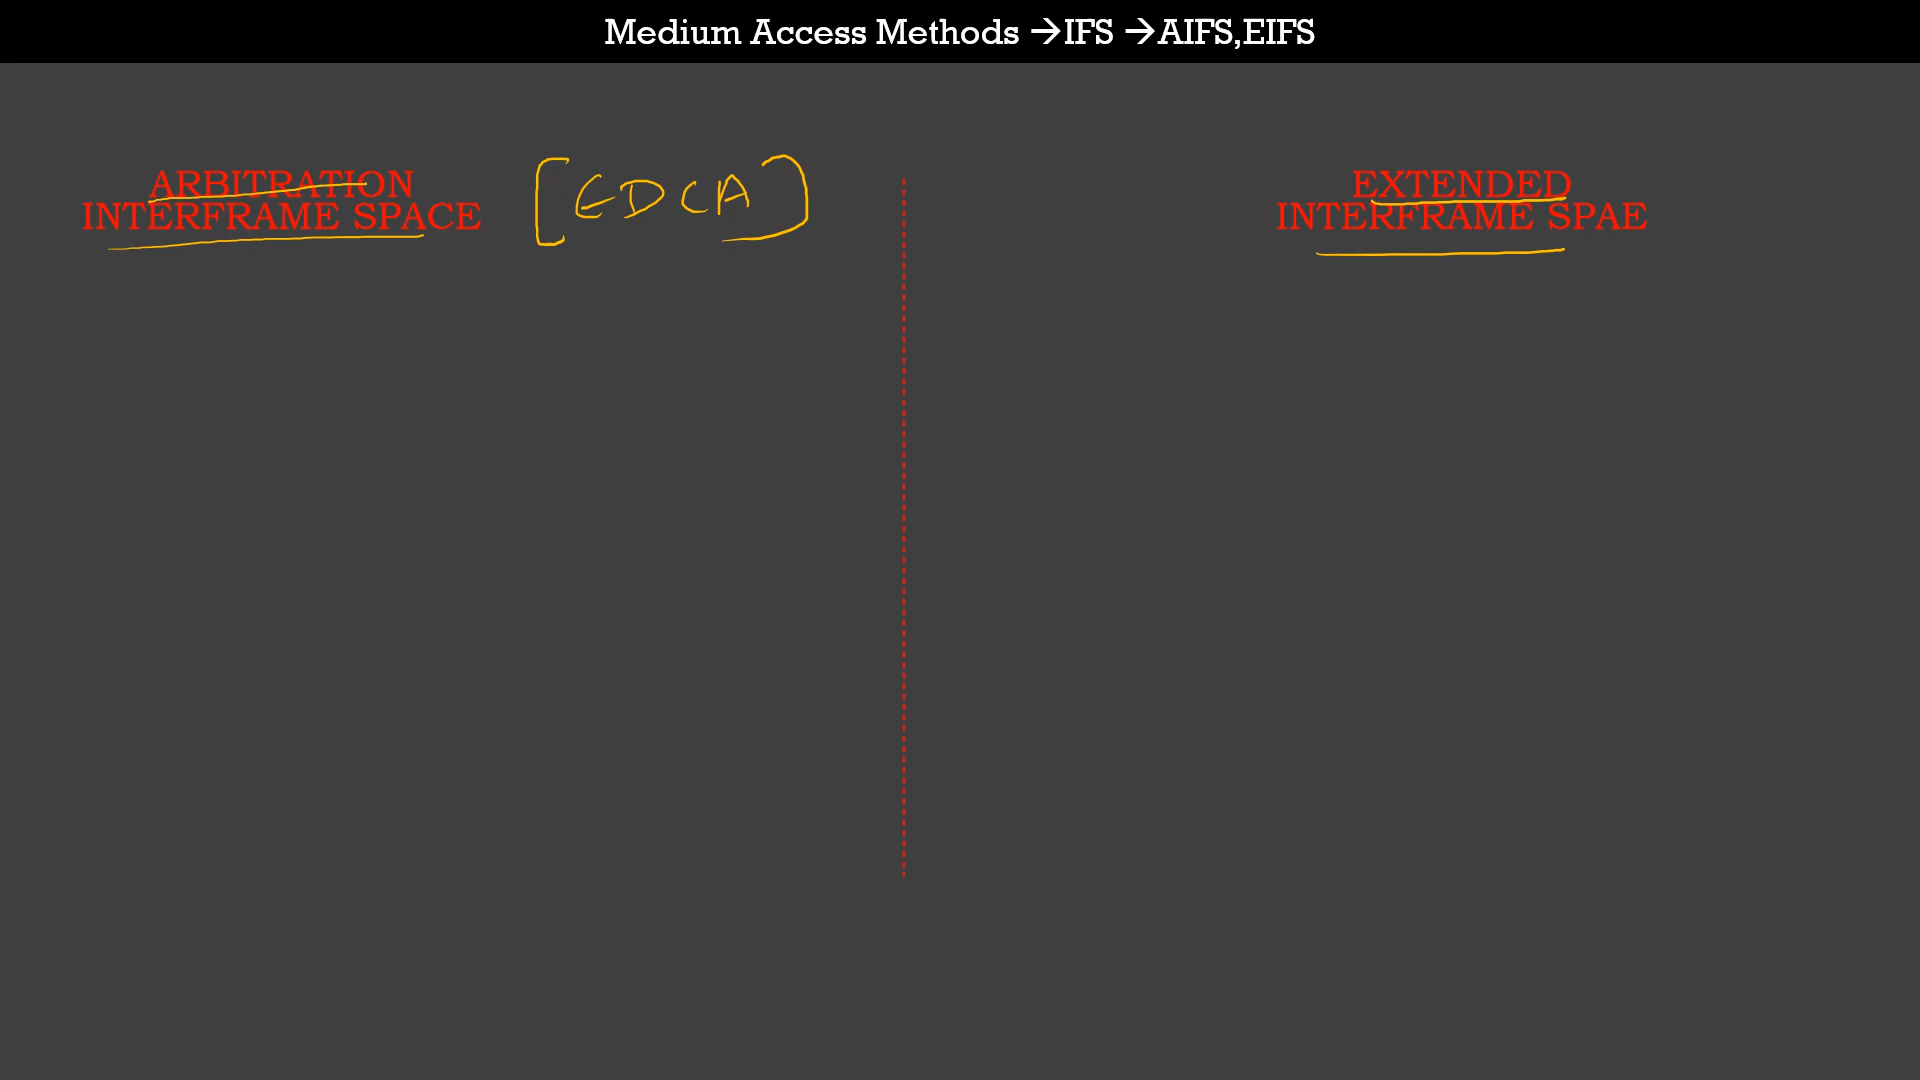 Medium Access Methods →IFS →AIFS,EIFS
ARBITRATION
INTERFRAME SPACE
[EDCA]
EXTENDED
INTERFRAME SPAE